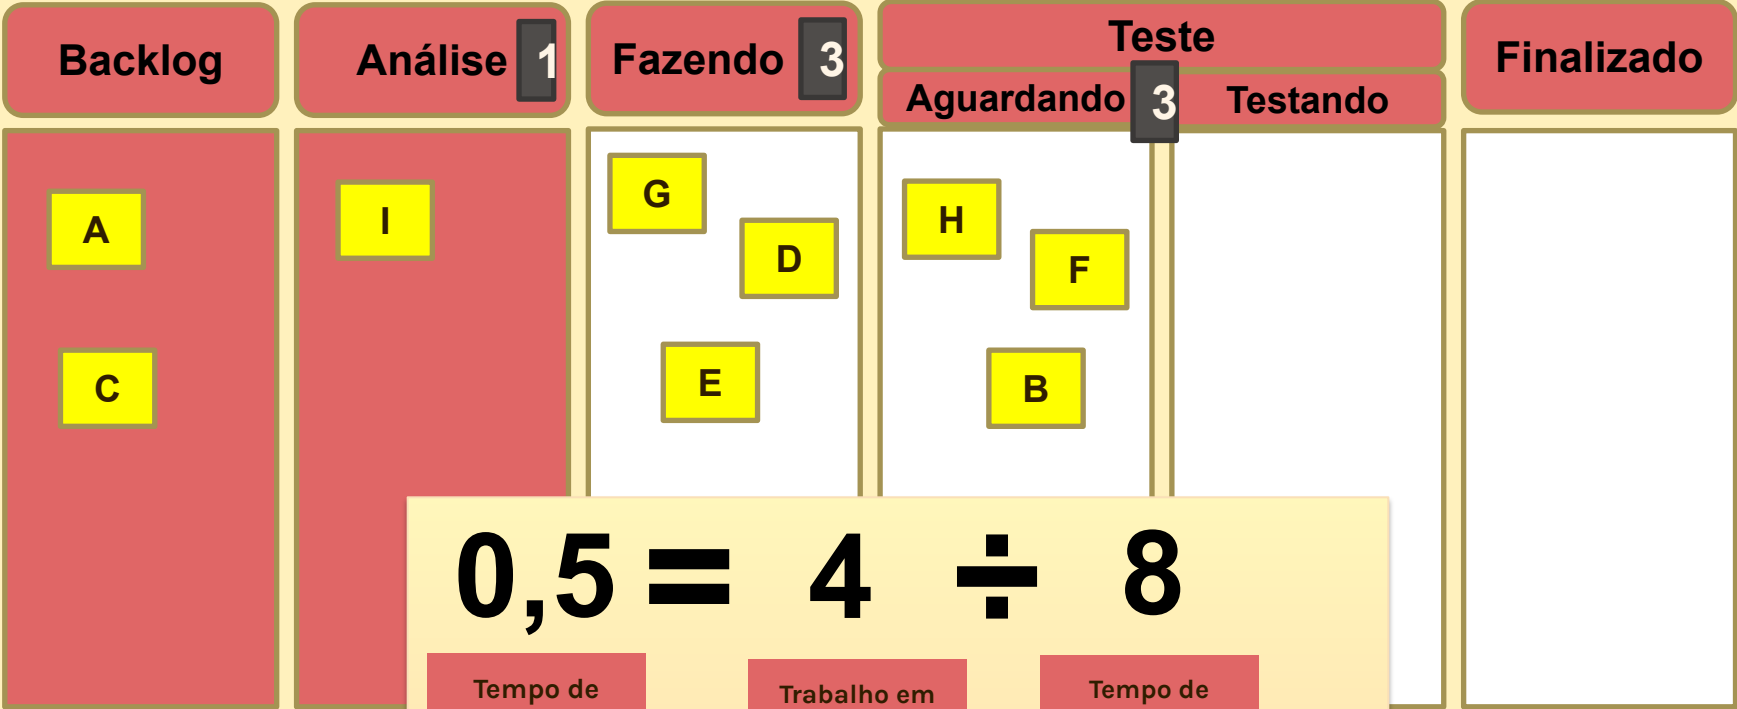 Backlog
Análise 1
Fazendo 3
Teste
Aguardando 3 Testando
Finalizado
A
C
I
G
D
E
H
F
B
0,5 = 4 ÷ 8
Tempo de
Trabalho em
Tempo de